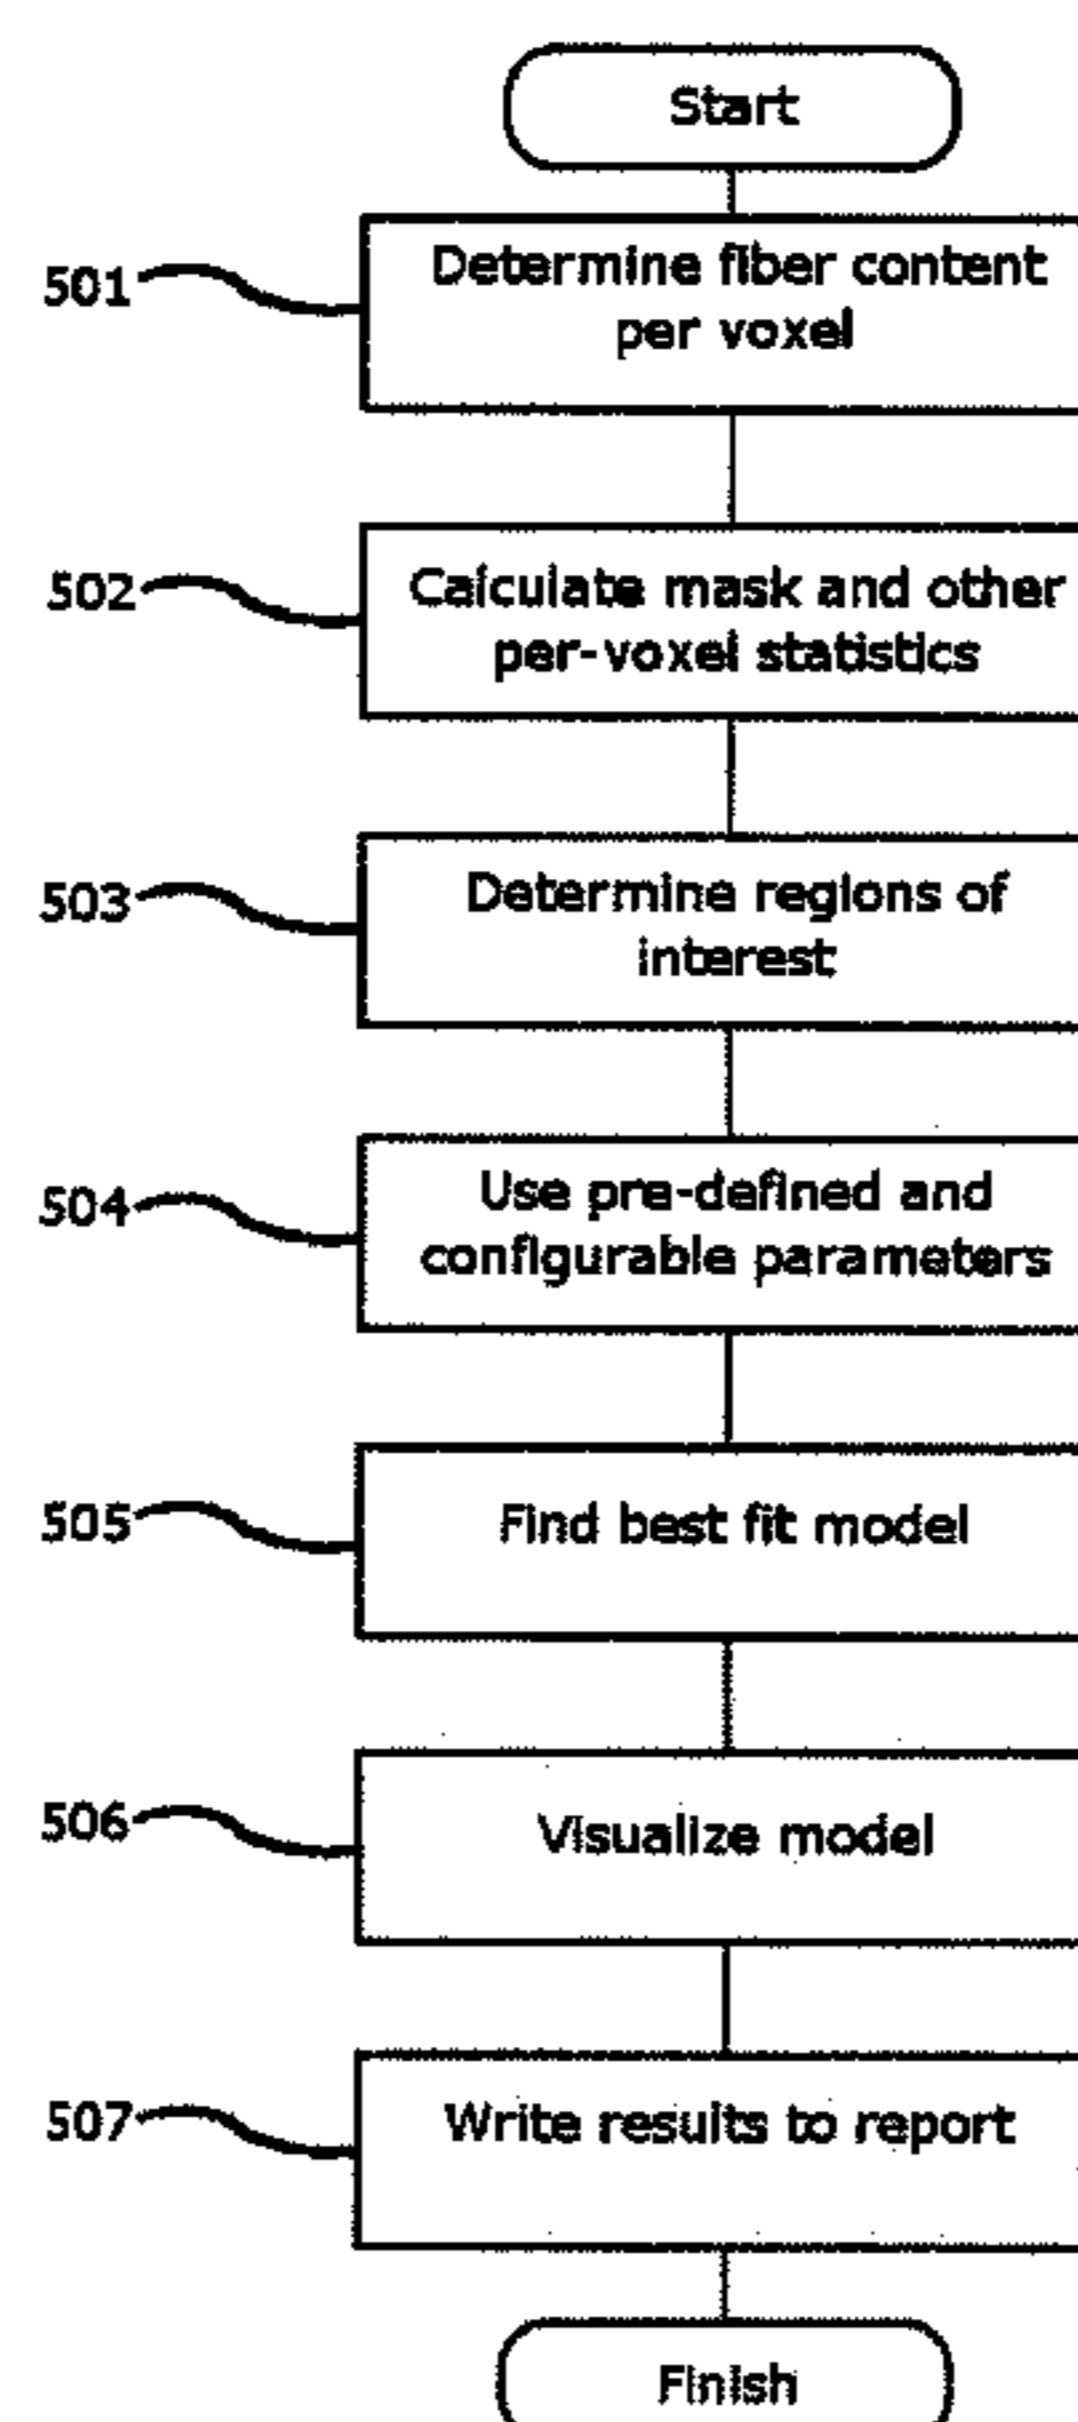 Start
501
Determine fiber content
per voxel
502
Calculate mask and other
per-voxel statistics
503
Determine regions of
interest
504
Use pre-defined and
configurable parameters
505
Find best fit model
506
Visualize model
507
Write results to report
Finish